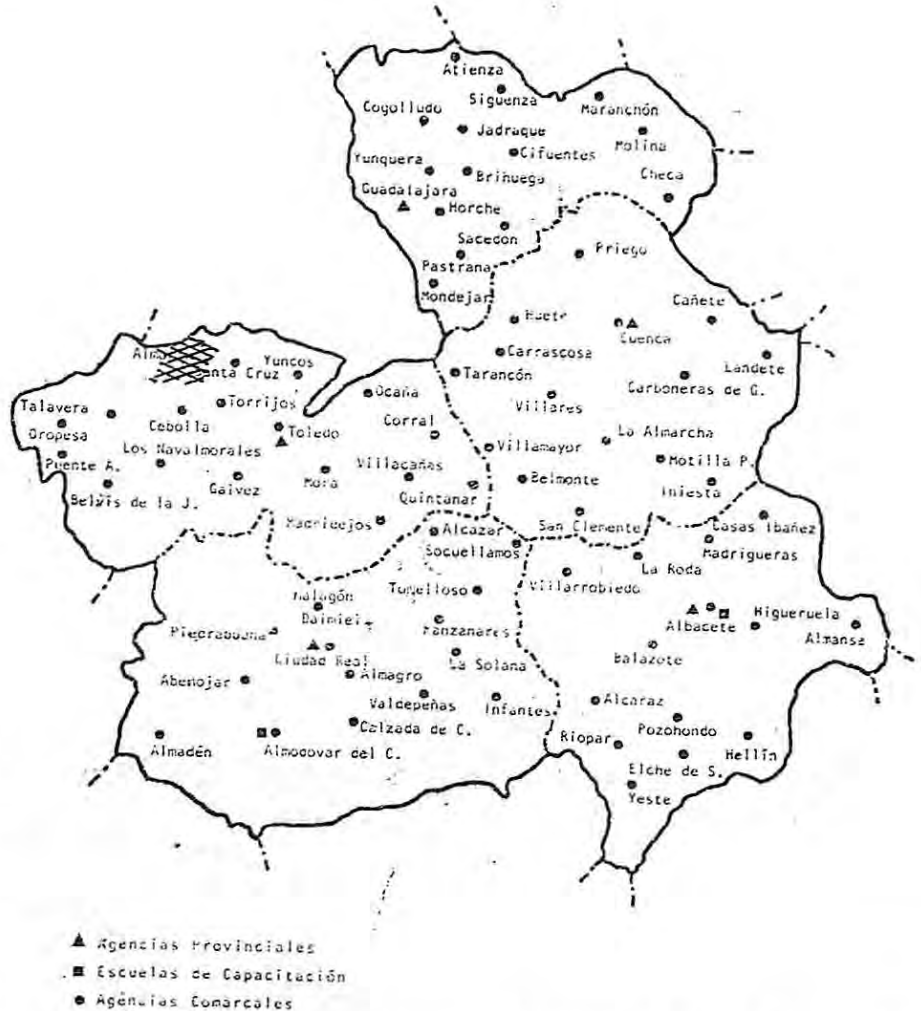 Atienza
Sigüenza
Maranchón
Cogolludo
Jadraque
Molina
Cifuentes
Yunquera
Brihuega
Checa
Guadalajara
Horche
Sacedon
Priego
Pastrana
Mondejar
Cañete
Huete
Cuenca
Carrascosa
Landete
Yuncos
Tarancón
Carboneras de G.
Ocaña
Villares
Talavera
Torrijos
Cebolla
Toledo
Corral
La Almarcha
Oropesa
Los Navalmorales
Villamayor
Puente A.
Villacañas
Motilla P.
Gálvez
Mora
Belmonte
Iniesta
Belvis de la J.
Quintanar
Madridejos
Alcazar
San Clemente
Casas Ibañez
Socuellamos
Madrigueras
La Roda
Villarrobledo
Tomelloso
Malagón
Daimiel
Manzanares
Albacete
Higueruela
Almansa
Piedrabuena
Ciudad Real
La Solana
Balazote
Abenojar
Almagro
Valdepeñas
Infantes
Alcaraz
Calzada de C.
Pozohondo
Almadén
Almodovar del C.
Riopar
Hellín
Elche de S.
Yeste
Agencias Provinciales
Escuelas de Capacitación
Agencias Comarcales